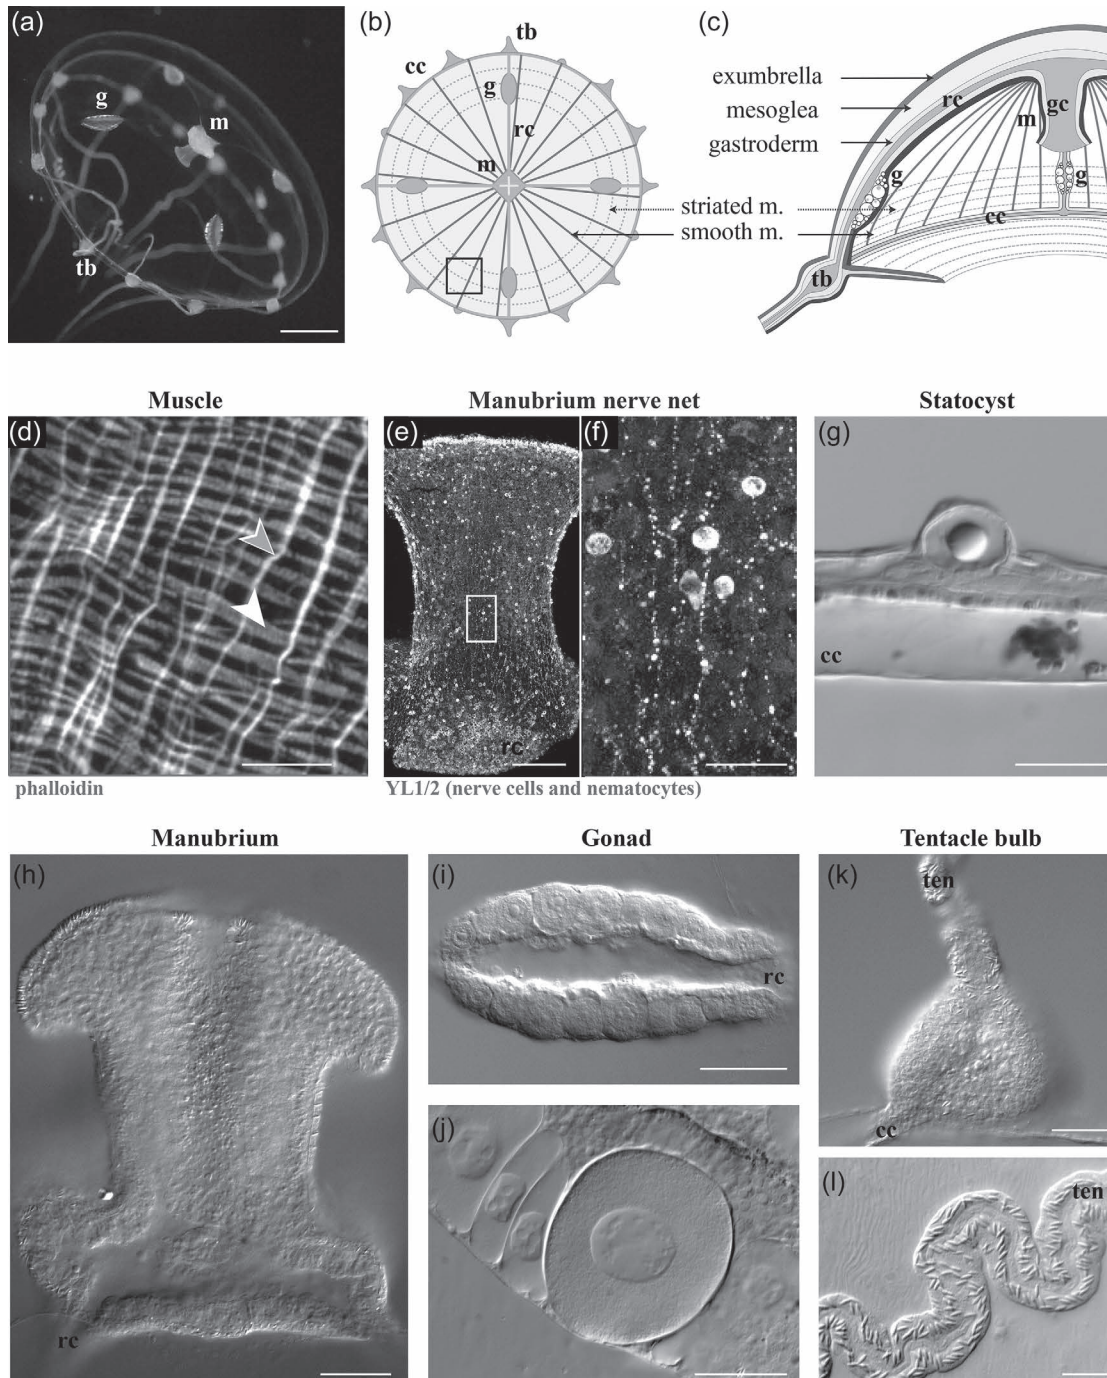 (a)
g
m
tb
(b)
tb
cc
g
rc
m
(c)
exumbrella
mesoglea
gastroderm
rc
m
gc
g
g
striated m.
smooth m.
cc
tb
Muscle
Manubrium nerve net
Statocyst
(d)
(e)
(f)
(g)
rc
cc
phalloidin
YL1/2 (nerve cells and nematocytes)
Manubrium
Gonad
Tentacle bulb
(h)
rc
(i)
rc
(j)
(k)
ten
cc
(l)
ten